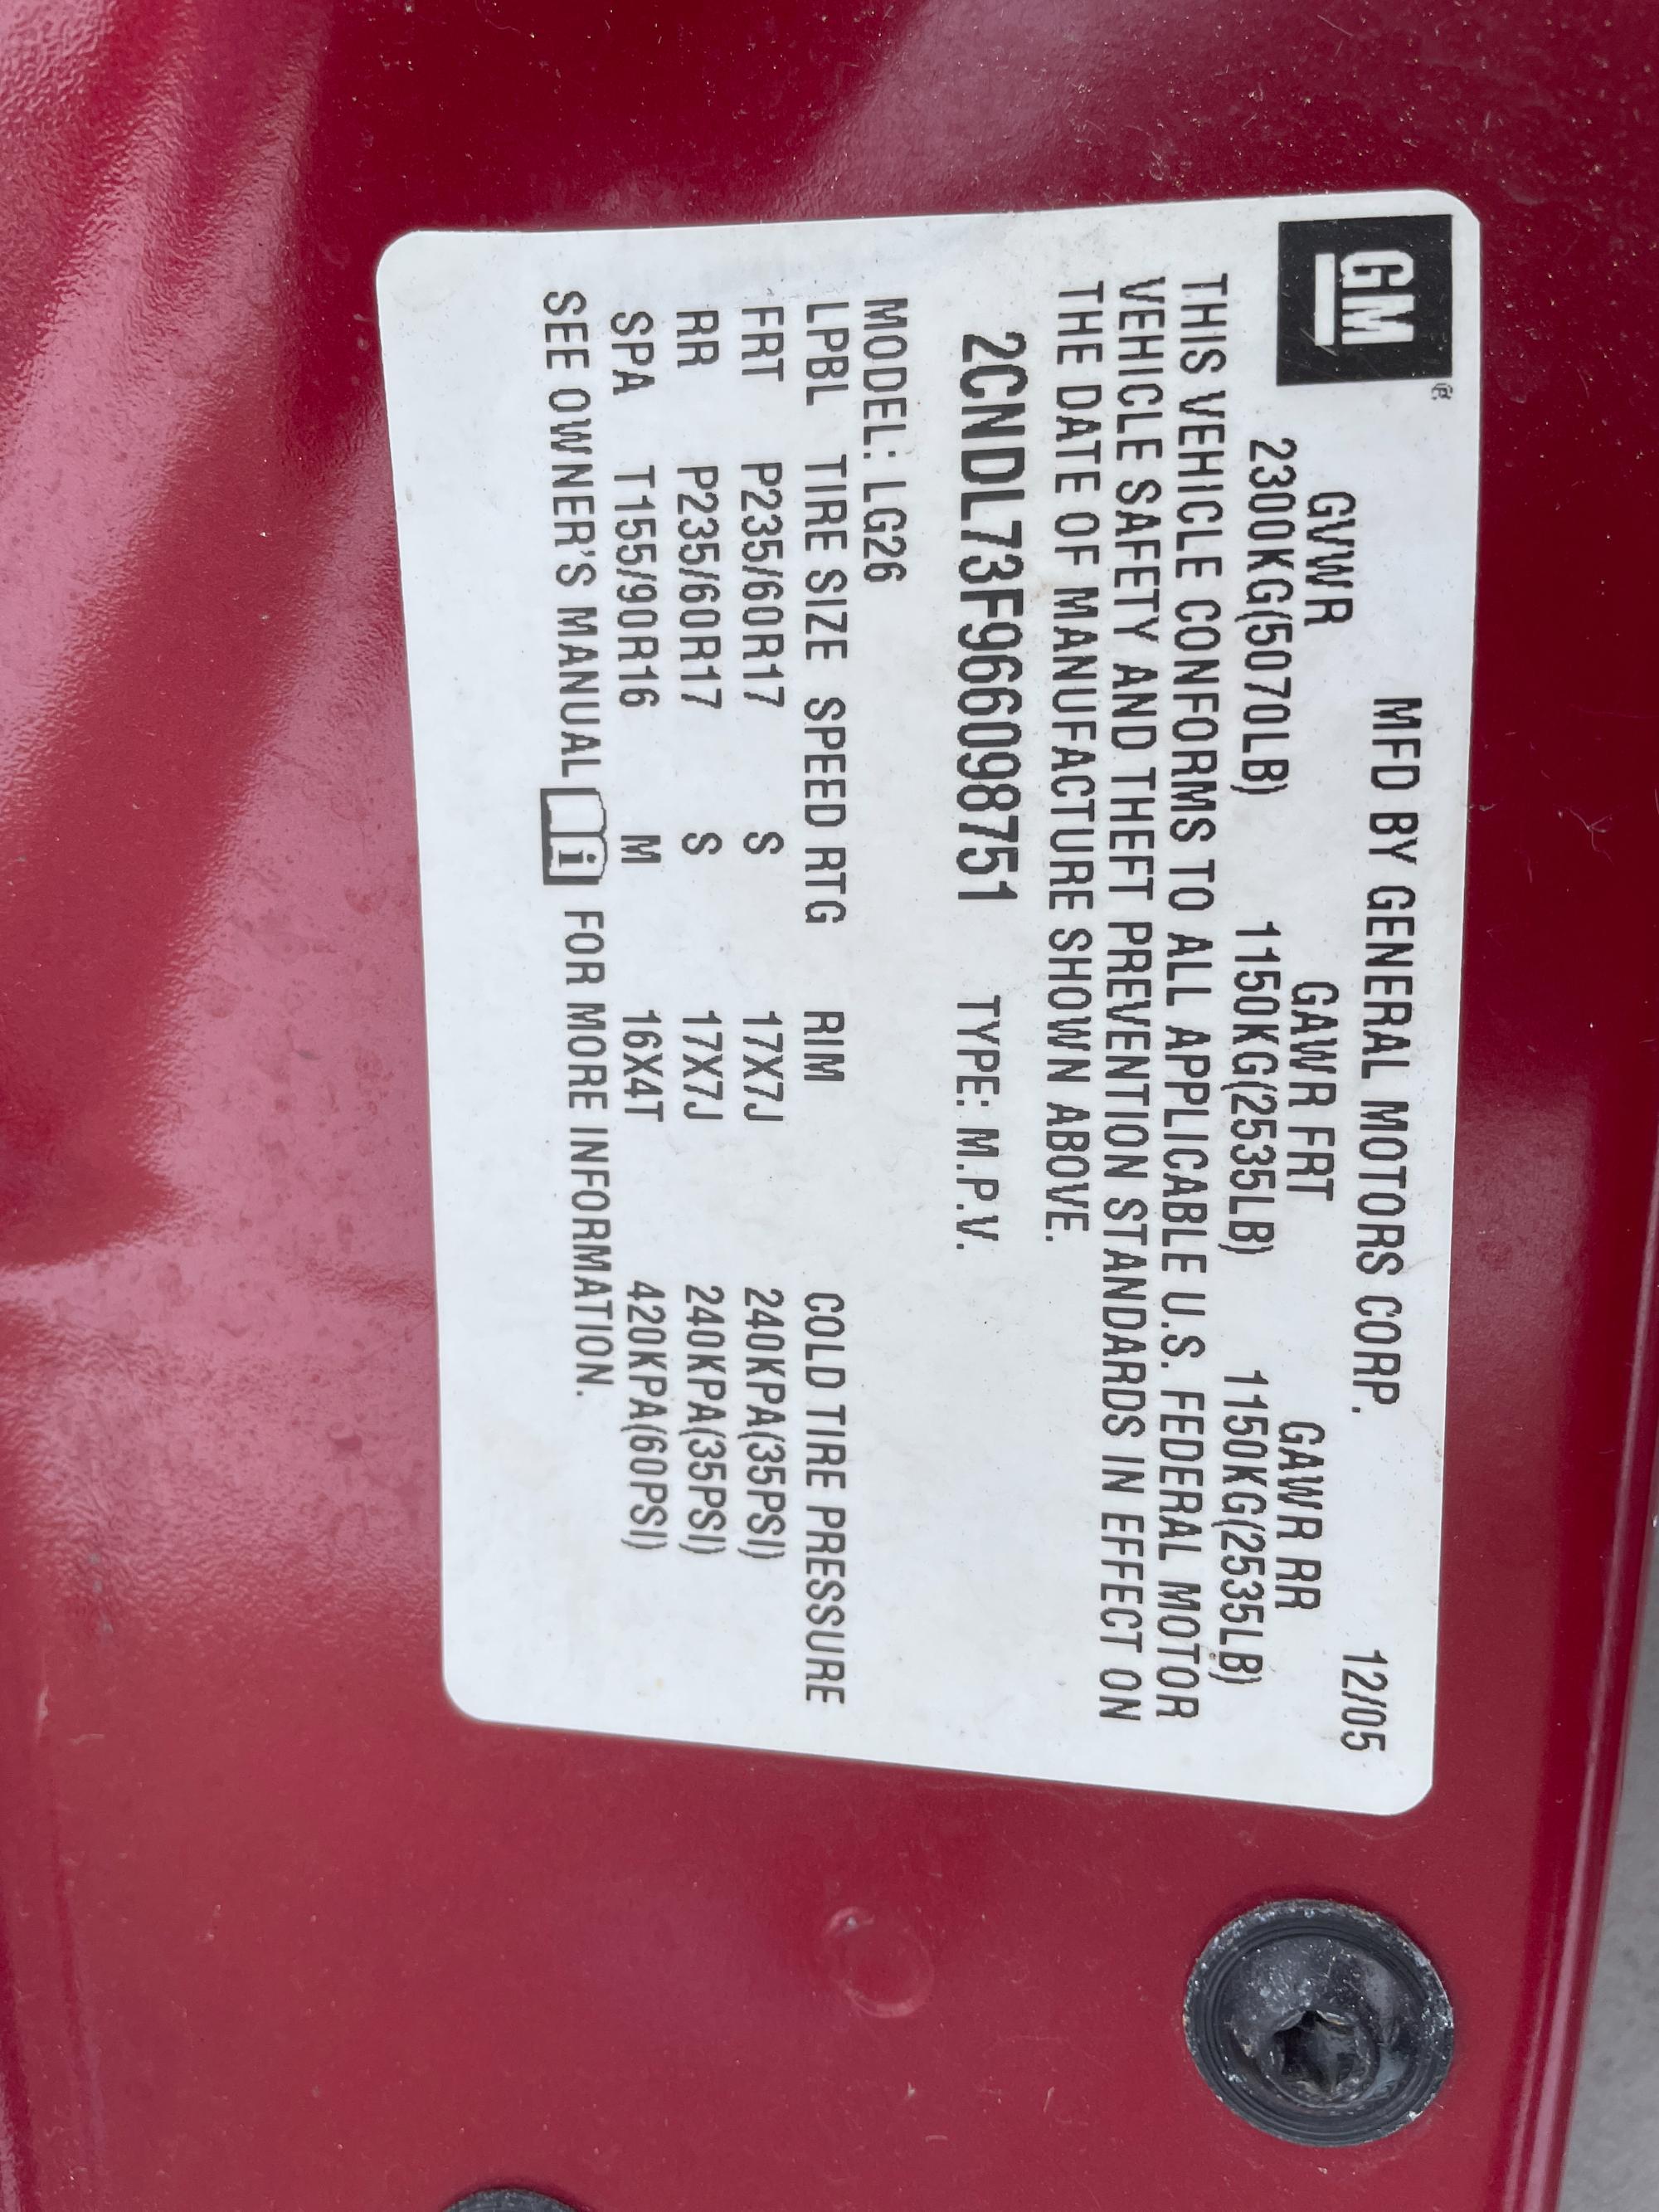 GM ®
MFD BY GENERAL MOTORS CORP. 12/05
GVWR GAWR FRT GAWR RR
2300KG(5070LB) 1150KG(2535LB) 1150KG(2535LB)
THIS VEHICLE CONFORMS TO ALL APPLICABLE U.S. FEDERAL MOTOR
VEHICLE SAFETY AND THEFT PREVENTION STANDARDS IN EFFECT ON
THE DATE OF MANUFACTURE SHOWN ABOVE.
2CNDL73F966098751 TYPE: M.P.V.
MODEL: LG26
LPBL TIRE SIZE SPEED RTG RIM COLD TIRE PRESSURE
FRT P235/60R17 S 17X7J 240KPA(35PSI)
RR P235/60R17 S 17X7J 240KPA(35PSI)
SPA T155/90R16 M 16X4T 420KPA(60PSI)
SEE OWNER'S MANUAL i FOR MORE INFORMATION.